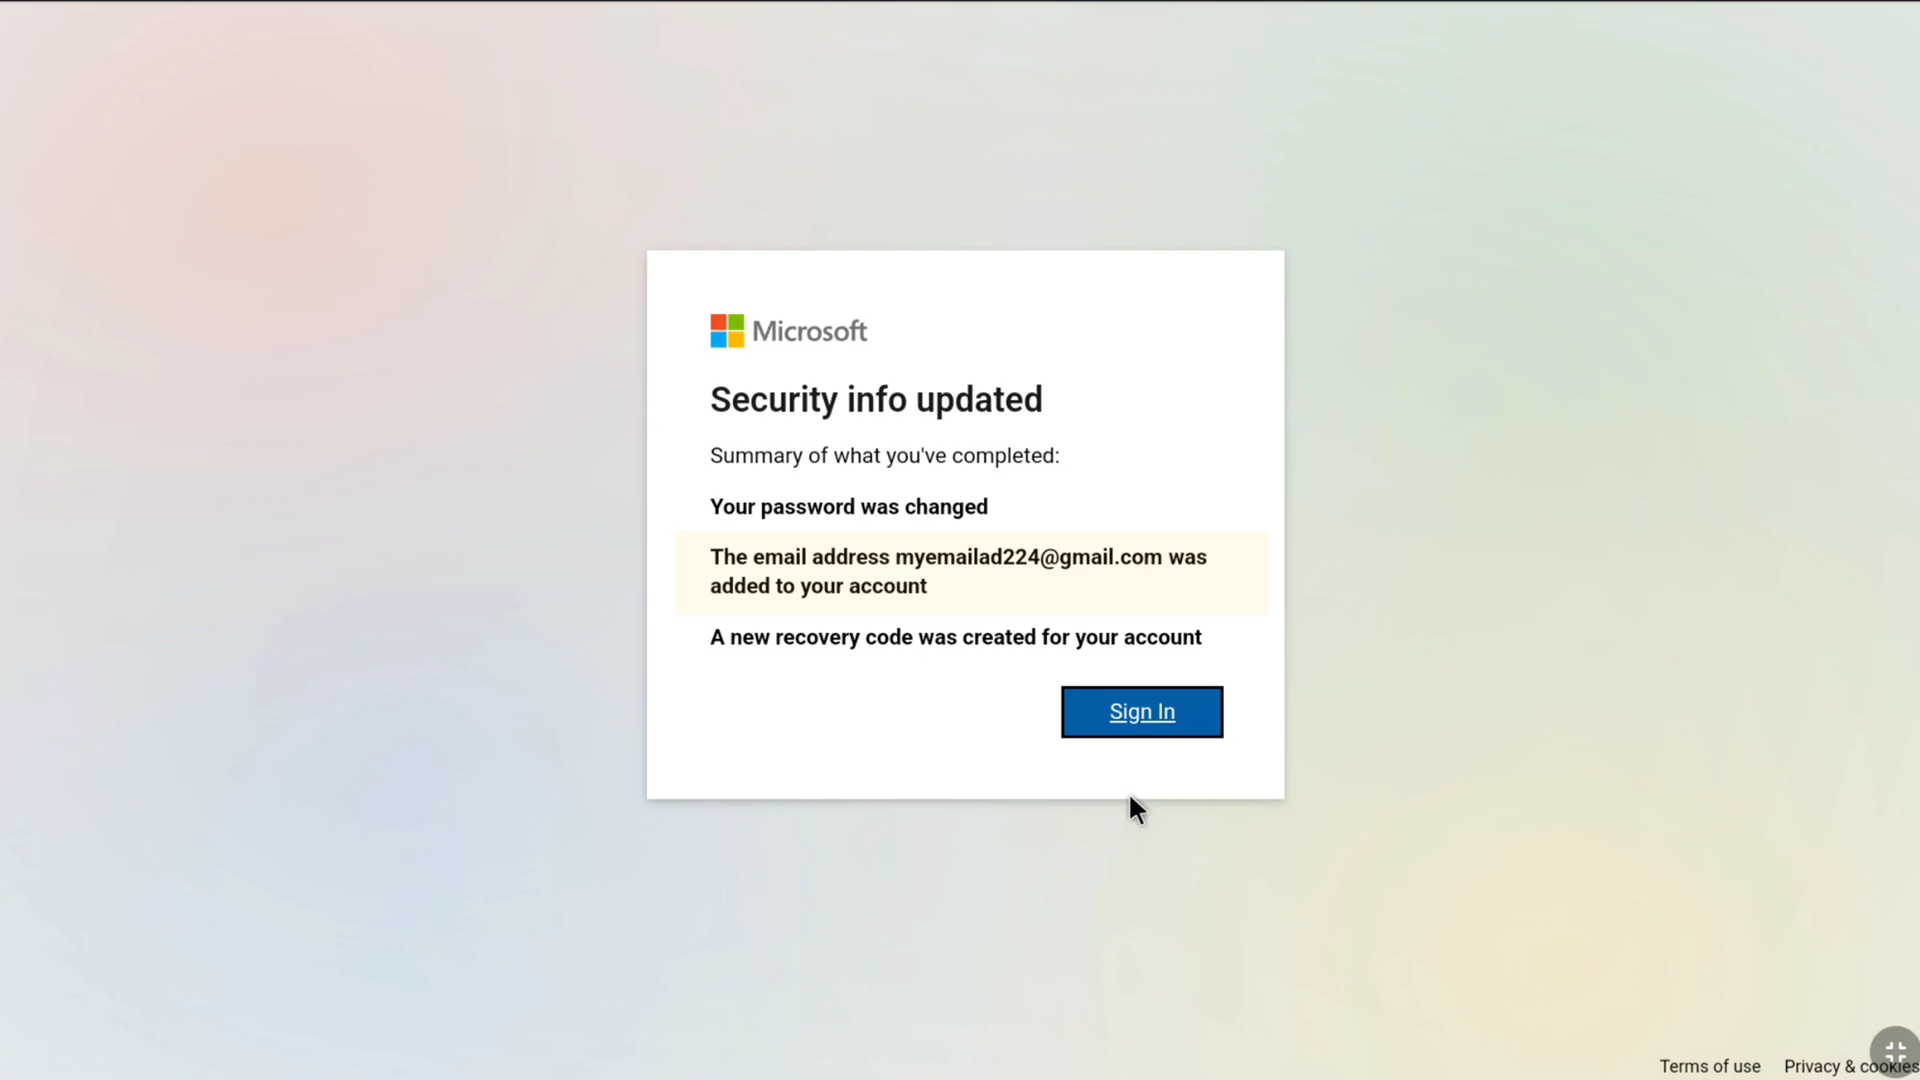 Microsoft
Security info updated
Summary of what you've completed:
Your password was changed
The email address myemailad224@gmail.com was
added to your account
A new recovery code was created for your account
Sign In
Terms of use
Privacy & cookies